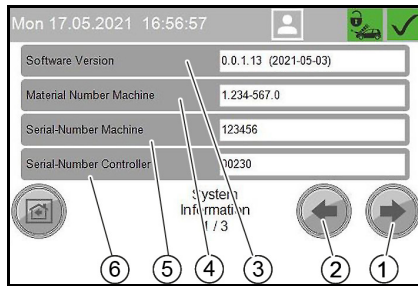 Mon 17.05.2021 16:56:57
Software Version 0.0.1.13 (2021-05-03)
Material Number Machine 1.234-567.0
Serial-Number Machine 123456
Serial-Number Controller 00230
System
Information
1 / 3
6 5 4 3 2 1